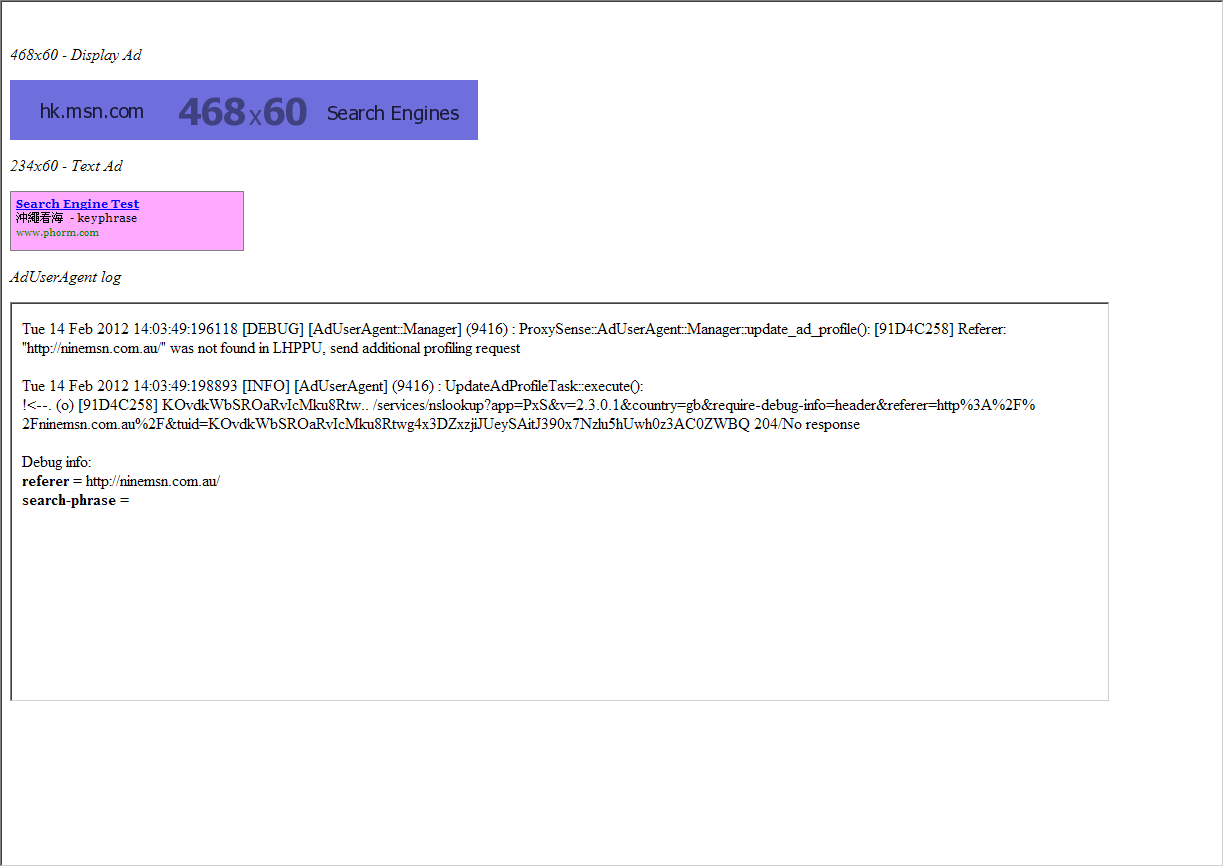 468x60 - Display Ad
hk.msn.com 468x60 Search Engines
234x60 - Text Ad
Search Engine Test
沖繩看海 - keyphrase
www.phorm.com
AdUserAgent log
Tue 14 Feb 2012 14:03:49:196118 [DEBUG] [AdUserAgent::Manager] (9416) : ProxySense::AdUserAgent::Manager::update_ad_profile(): [91D4C258] Referer:
"http://ninemsn.com.au/" was not found in LHPPU, send additional profiling request
Tue 14 Feb 2012 14:03:49:198893 [INFO] [AdUserAgent] (9416) : UpdateAdProfileTask::execute():
!<--. (o) [91D4C258] KOvdkWbSROaRvIcMku8Rtw.. /services/nslookup?app=PxS&v=2.3.0.1&country=gb&require-debug-info=header&referer=http%3A%2F%
2Fninemsn.com.au%2F&tuid=KOvdkWbSROaRvIcMku8Rtwg4x3DZxzjiJUeySAitJ390x7Nzlu5hUwh0z3AC0ZWBQ 204/No response
Debug info:
referer = http://ninemsn.com.au/
search-phrase =